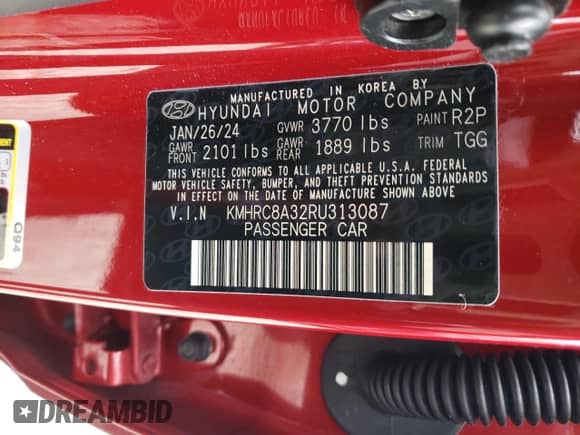 MANUFACTURED IN KOREA BY
HYUNDAI MOTOR COMPANY
JAN/26/24 GVWR 3770 lbs PAINT R2P
GAWR FRONT 2101 lbs GAWR REAR 1889 lbs TRIM TGG
THIS VEHICLE CONFORMS TO ALL APPLICABLE U.S.A. FEDERAL
MOTOR VEHICLE SAFETY, BUMPER, AND THEFT PREVENTION
STANDARDS IN EFFECT ON THE DATE OF MANUFACTURE SHOWN ABOVE.
V.I.N KMHRC8A32RU313087
PASSENGER CAR
Q94
DREAMBID